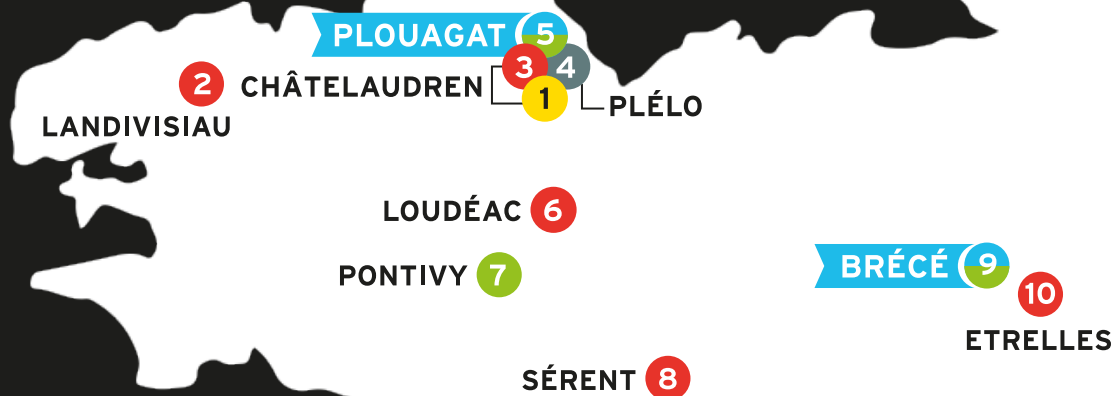 PLOUAGAT 5
2 CHÂTELAUDREN 3 4
1 PLÉLO
LANDIVISIAU
LOUDÉAC 6
PONTIVY 7
BRÉCÉ 9
10
ETRELLES
SÉRENT 8